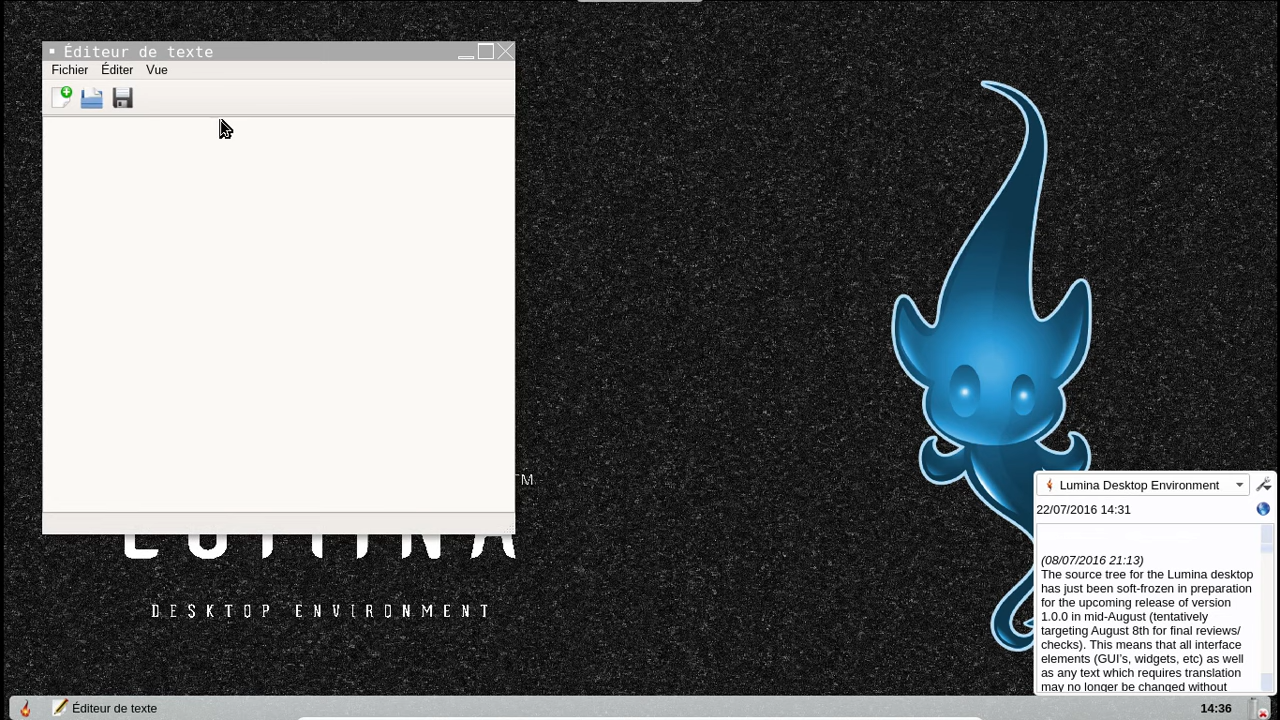 Éditeur de texte
Fichier Éditer Vue
TM
LUMINA
DESKTOP ENVIRONMENT
Lumina Desktop Environment
22/07/2016 14:31
(08/07/2016 21:13)
The source tree for the Lumina desktop
has just been soft-frozen in preparation
for the upcoming release of version
1.0.0 in mid-August (tentatively
targeting August 8th for final reviews/
checks). This means that all interface
elements (GUI's, widgets, etc) as well
as any text which requires translation
may no longer be changed without
Éditeur de texte
14:36